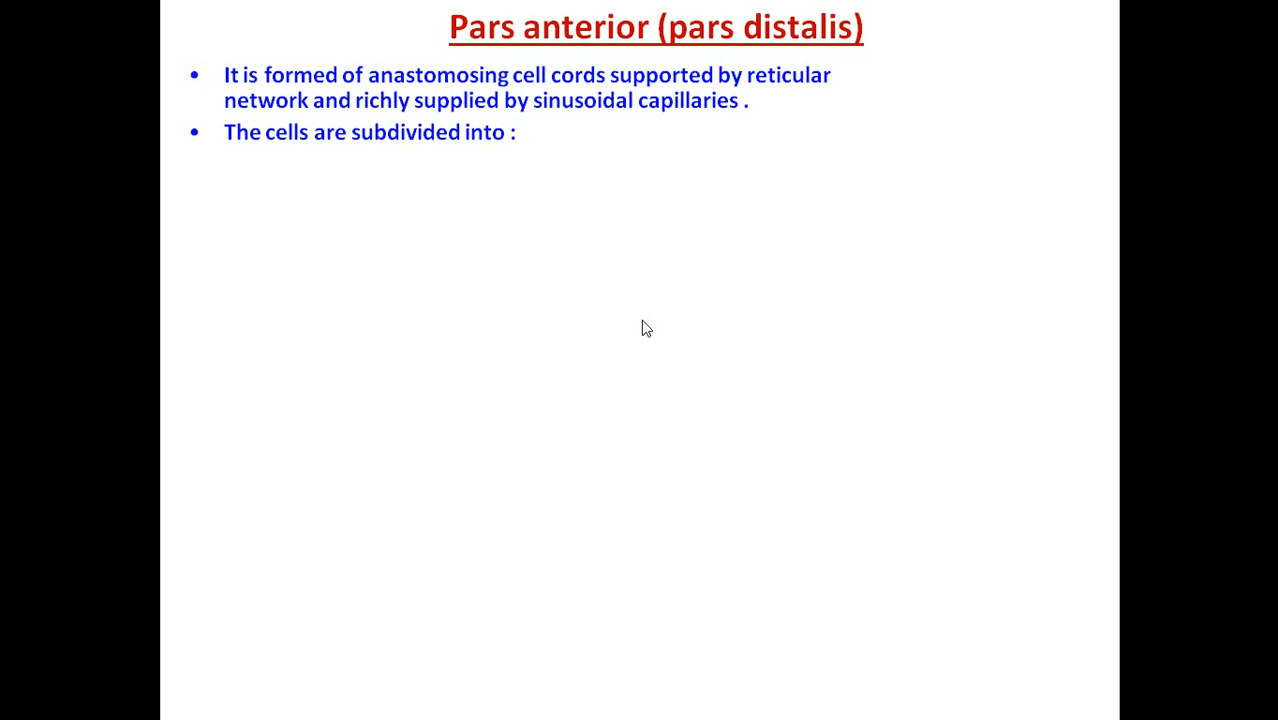 Pars anterior (pars distalis)
• It is formed of anastomosing cell cords supported by reticular
network and richly supplied by sinusoidal capillaries .
• The cells are subdivided into :